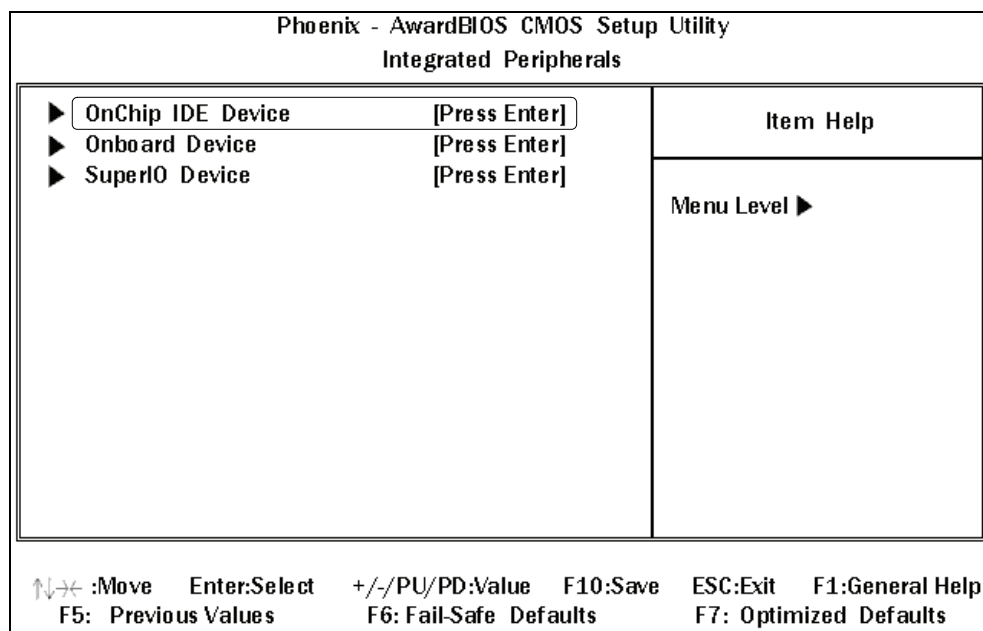 Phoenix - AwardBIOS CMOS Setup Utility
Integrated Peripherals
▶ OnChip IDE Device [Press Enter]
▶ Onboard Device [Press Enter]
▶ SuperIO Device [Press Enter]
Item Help
Menu Level ▶
↑↓→← :Move Enter:Select +/-/PU/PD:Value F10:Save ESC:Exit F1:General Help
F5: Previous Values F6: Fail-Safe Defaults F7: Optimized Defaults